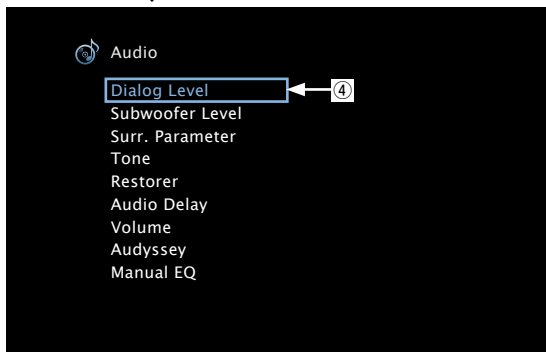 Audio
Dialog Level ④
Subwoofer Level
Surr. Parameter
Tone
Restorer
Audio Delay
Volume
Audyssey
Manual EQ